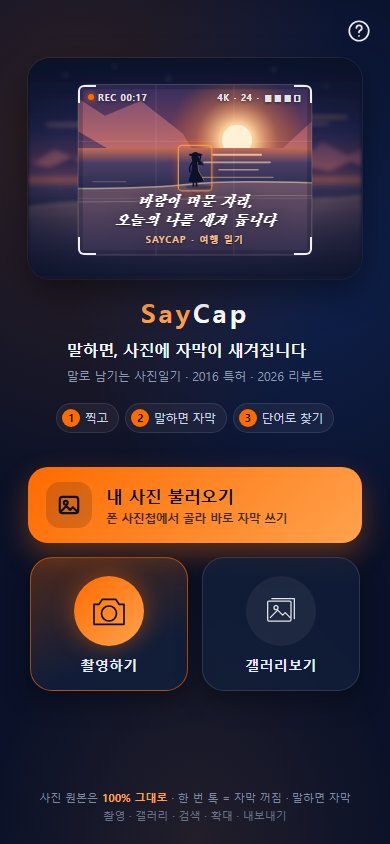 REC 00:17
4K · 24 ·
바람이 머문 자리,
오늘의 나를 새겨 둡니다
SAYCAP · 여행 일기
SayCap
말하면, 사진에 자막이 새겨집니다
말로 남기는 사진일기 · 2016 특허 · 2026 리부트
1 찍고
2 말하면 자막
3 단어로 찾기
내 사진 불러오기
폰 사진첩에서 골라 바로 자막 쓰기
촬영하기
갤러리보기
사진 원본은 100% 그대로 · 한 번 톡 = 자막 꺼짐 · 말하면 자막
촬영 · 갤러리 · 검색 · 확대 · 내보내기